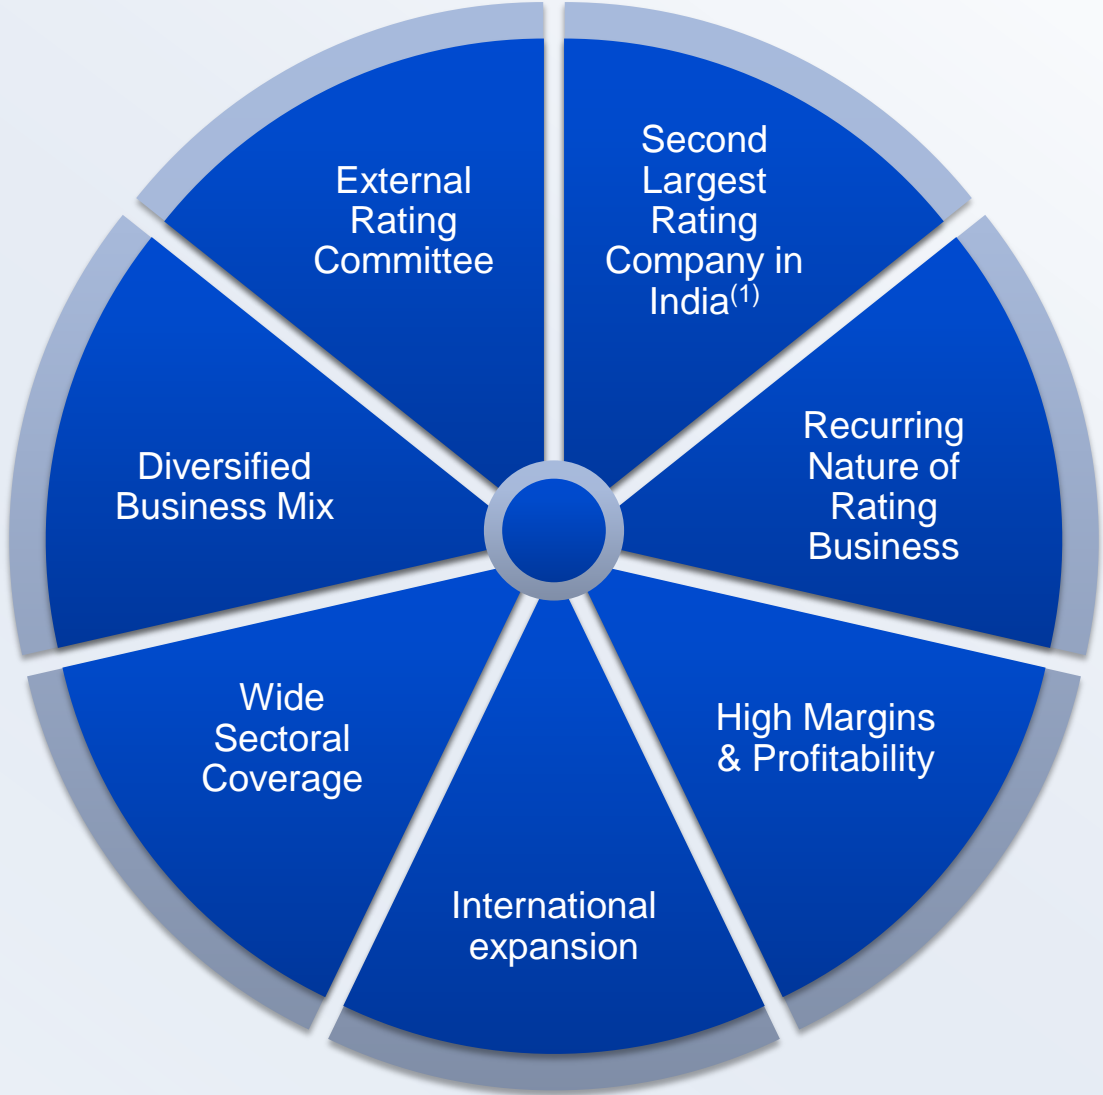 Second
Largest
Rating
Company in
India(1)
Recurring
Nature of
Rating
Business
High Margins
& Profitability
International
expansion
Wide
Sectoral
Coverage
Diversified
Business Mix
External
Rating
Committee